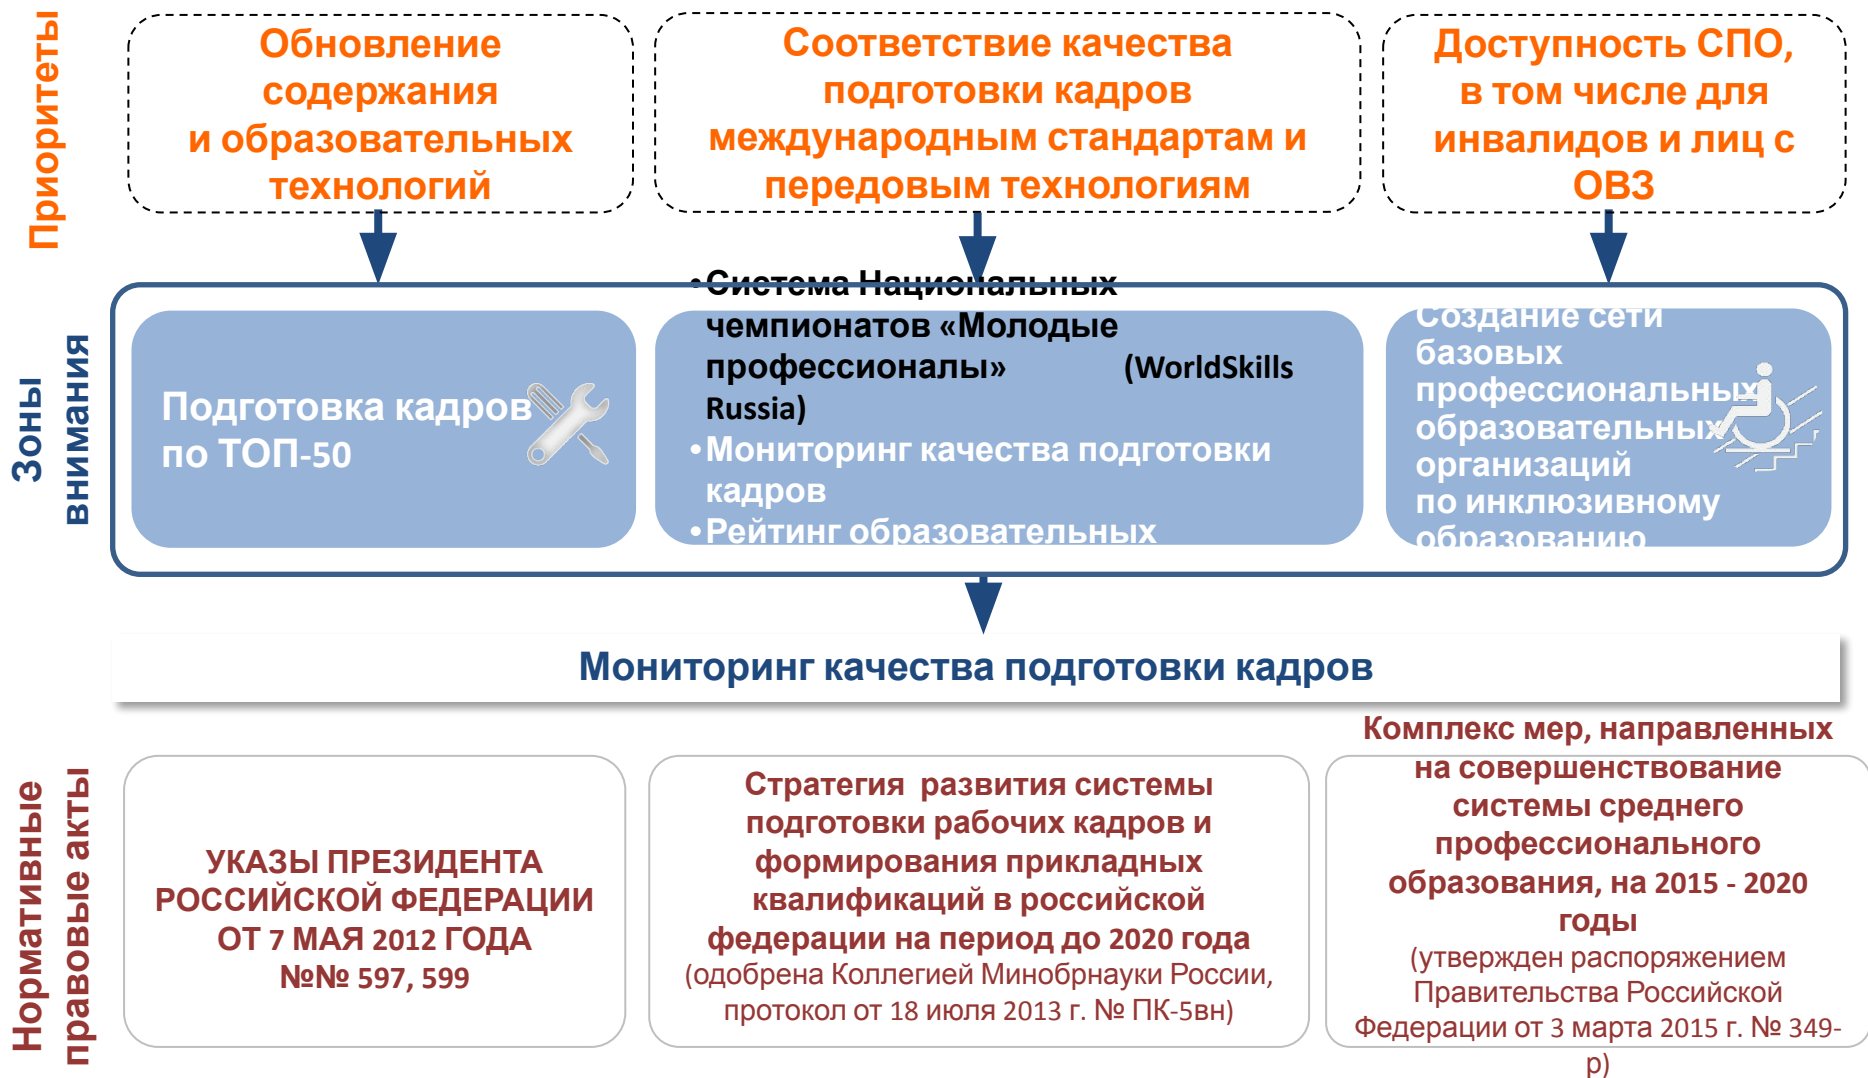 Приоритеты
Обновление
содержания
и образовательных
технологий
Соответствие качества
подготовки кадров
международным стандартам и
передовым технологиям
Доступность СПО,
в том числе для
инвалидов и лиц с
ОВЗ
Зоны
внимания
Подготовка кадров
по ТОП-50
•Система Национальных
чемпионатов «Молодые
профессионалы» (WorldSkills
Russia)
•Мониторинг качества подготовки
кадров
•Рейтинг образовательных
Создание сети
базовых
профессиональных
образовательных
организаций
по инклюзивному
образованию
Мониторинг качества подготовки кадров
Нормативные
правовые акты
УКАЗЫ ПРЕЗИДЕНТА
РОССИЙСКОЙ ФЕДЕРАЦИИ
ОТ 7 МАЯ 2012 ГОДА
№№ 597, 599
Стратегия развития системы
подготовки рабочих кадров и
формирования прикладных
квалификаций в российской
федерации на период до 2020 года
(одобрена Коллегией Минобрнауки России,
протокол от 18 июля 2013 г. № ПК-5вн)
Комплекс мер, направленных
на совершенствование
системы среднего
профессионального
образования, на 2015 - 2020
годы
(утвержден распоряжением
Правительства Российской
Федерации от 3 марта 2015 г. № 349-
р)